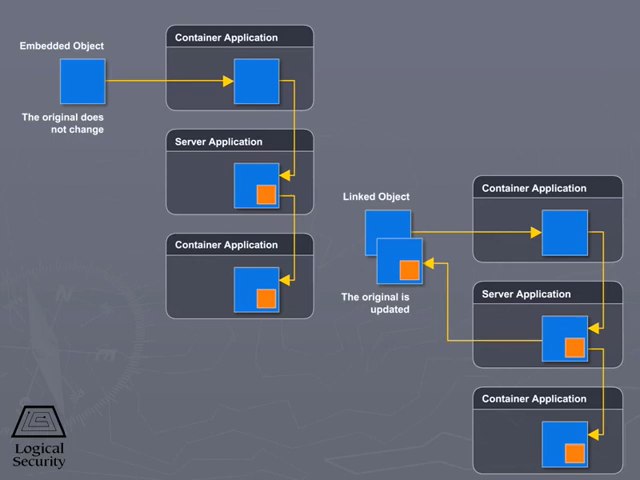 Embedded Object
The original does
not change
Container Application
Server Application
Container Application
Linked Object
The original is
updated
Container Application
Server Application
Container Application
Logical
Security